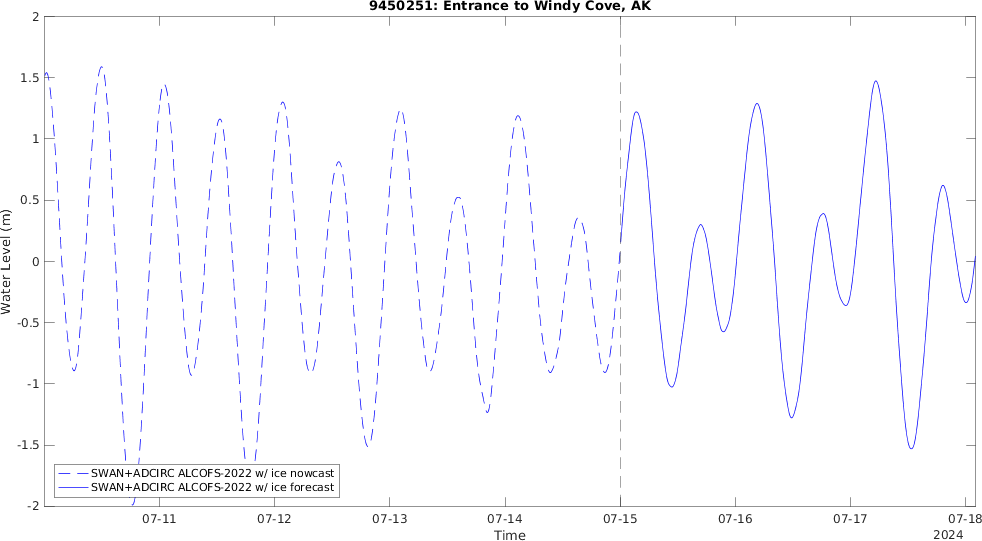 9450251: Entrance to Windy Cove, AK
2
1.5
1
0.5
0
-0.5
-1
-1.5
-2
Water Level (m)
SWAN+ADCIRC ALCOFS-2022 w/ ice nowcast
SWAN+ADCIRC ALCOFS-2022 w/ ice forecast
07-11 07-12 07-13 07-14 07-15 07-16 07-17 07-18
Time
2024